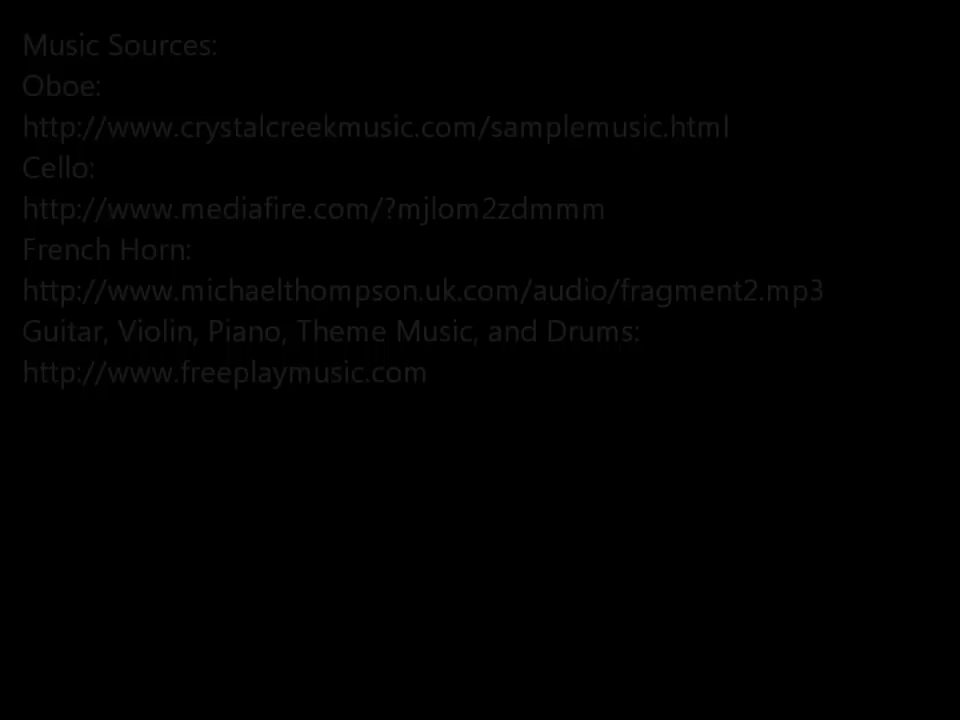 Music Sources:
Oboe:
http://www.crystalcreekmusic.com/samplemusic.html
Cello:
http://www.mediafire.com/?mjlom2zdmmm
French Horn:
http://www.michaelthompson.uk.com/audio/fragment2.mp3
Guitar, Violin, Piano, Theme Music, and Drums:
http://www.freeplaymusic.com